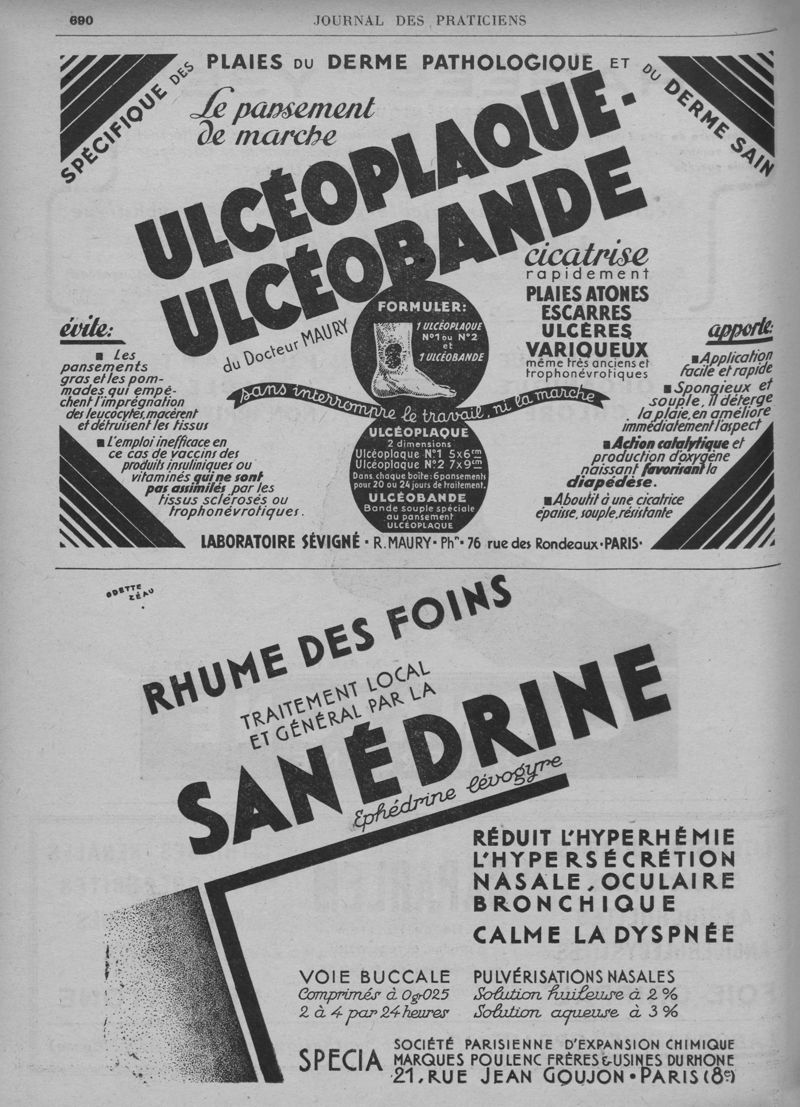 690
JOURNAL DES PRATICIENS
SPÉCIFIQUE DES PLAIES DU DERME PATHOLOGIQUE ET DU DERME SAIN
Le pansement
de marche
ULCÉOPLAQUE-
ULCÉOBANDE
du Docteur MAURY
cicatrise
rapidement
PLAIES ATONES
ESCARRES
ULCÈRES
VARIQUEUX
même très anciens et
trophonévrotiques
FORMULER:
1 ULCÉOPLAQUE
N°1 ou N°2
et
1 ULCÉOBANDE
sans interrompre le travail, ni la marche
évite:
■ Les
pansements
gras et les pom-
mades qui empê-
chent l'imprégnation
des leucocytes, macèrent
et détruisent les tissus
■ L'emploi inefficace en
ce cas de vaccins des
produits insuliniques ou
vitaminés qui ne sont
pas assimilés par les
tissus sclérosés ou
trophonévrotiques.
ULCÉOPLAQUE
2 dimensions
Ulcéoplaque N°1 5x6cm
Ulcéoplaque N°2 7x9cm
Dans chaque boîte: 6 pansements
pour 20 ou 24 jours de traitement.
ULCÉOBANDE
Bande souple spéciale
au pansement
ULCÉOPLAQUE
apporte:
■ Application
facile et rapide
■ Spongieux et
souple, Il déterge
la plaie, en améliore
immédiatement l'aspect
■ Action catalytique et
production d'oxygène
naissant favorisant la
diapédèse.
■ Aboutit à une cicatrice
épaisse, souple, résistante
LABORATOIRE SÉVIGNÉ • R. MAURY • Phn • 76 rue des Rondeaux • PARIS •
ODETTE
ZÉAU
RHUME DES FOINS
TRAITEMENT LOCAL
ET GÉNÉRAL PAR LA
SANÉDRINE
Ephédrine lévogyre
RÉDUIT L'HYPERHÉMIE
L'HYPERSÉCRÉTION
NASALE, OCULAIRE
BRONCHIQUE
CALME LA DYSPNÉE
VOIE BUCCALE
Comprimés à 0g025
2 à 4 par 24 heures
PULVÉRISATIONS NASALES
Solution huileuse à 2 %
Solution aqueuse à 3 %
SPECIA
SOCIÉTÉ PARISIENNE D'EXPANSION CHIMIQUE
MARQUES POULENC FRÈRES & USINES DU RHONE
21, RUE JEAN GOUJON • PARIS (8e)